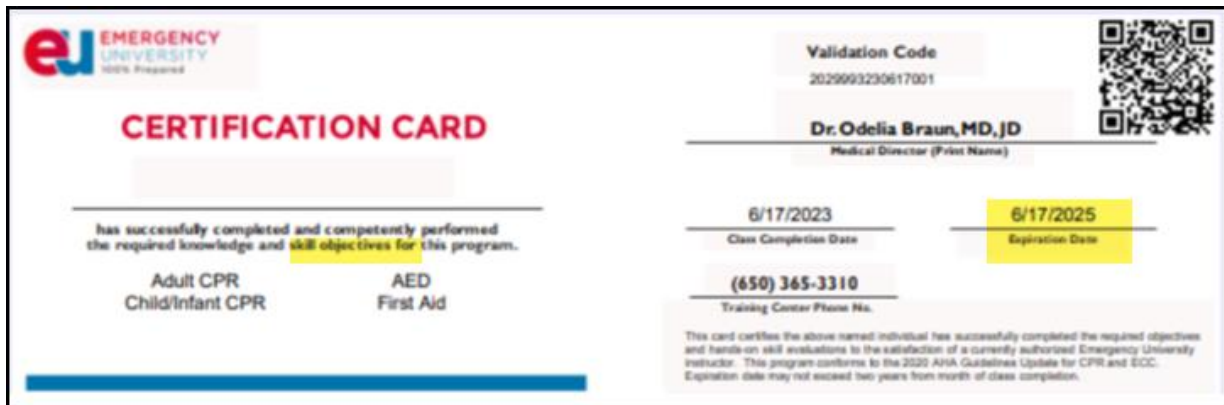 eu EMERGENCY
UNIVERSITY
100% Prepared
CERTIFICATION CARD
has successfully completed and competently performed
the required knowledge and skill objectives for this program.
Adult CPR AED
Child/Infant CPR First Aid
Validation Code
2029993230617001
Dr. Odelia Braun, MD, JD
Medical Director (Print Name)
6/17/2023 6/17/2025
Class Completion Date Expiration Date
(650) 365-3310
Training Center Phone No.
This card certifies the above named individual has successfully completed the required objectives
and hands-on skill evaluations to the satisfaction of a currently authorized Emergency University
instructor. This program conforms to the 2020 AHA Guidelines Update for CPR and ECC.
Expiration date may not exceed two years from month of class completion.